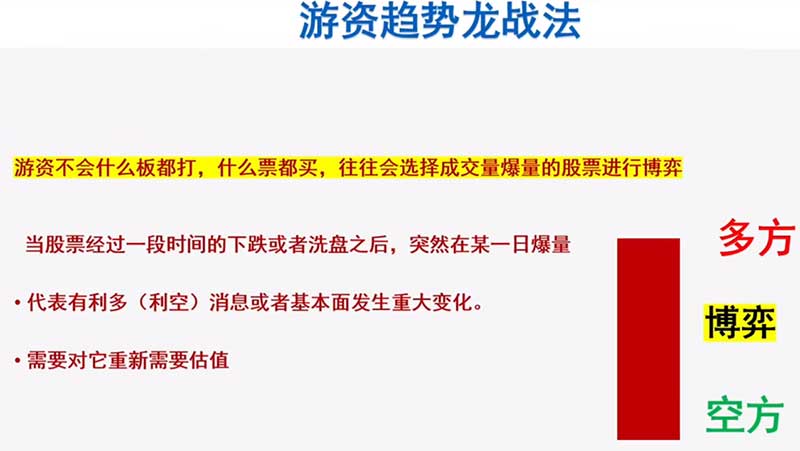 游资趋势龙战法
游资不会什么板都打，什么票都买，往往会选择成交量爆量的股票进行博弈
当股票经过一段时间的下跌或者洗盘之后，突然在某一日爆量
• 代表有利多（利空）消息或者基本面发生重大变化。
• 需要对它重新需要估值
多方
博弈
空方